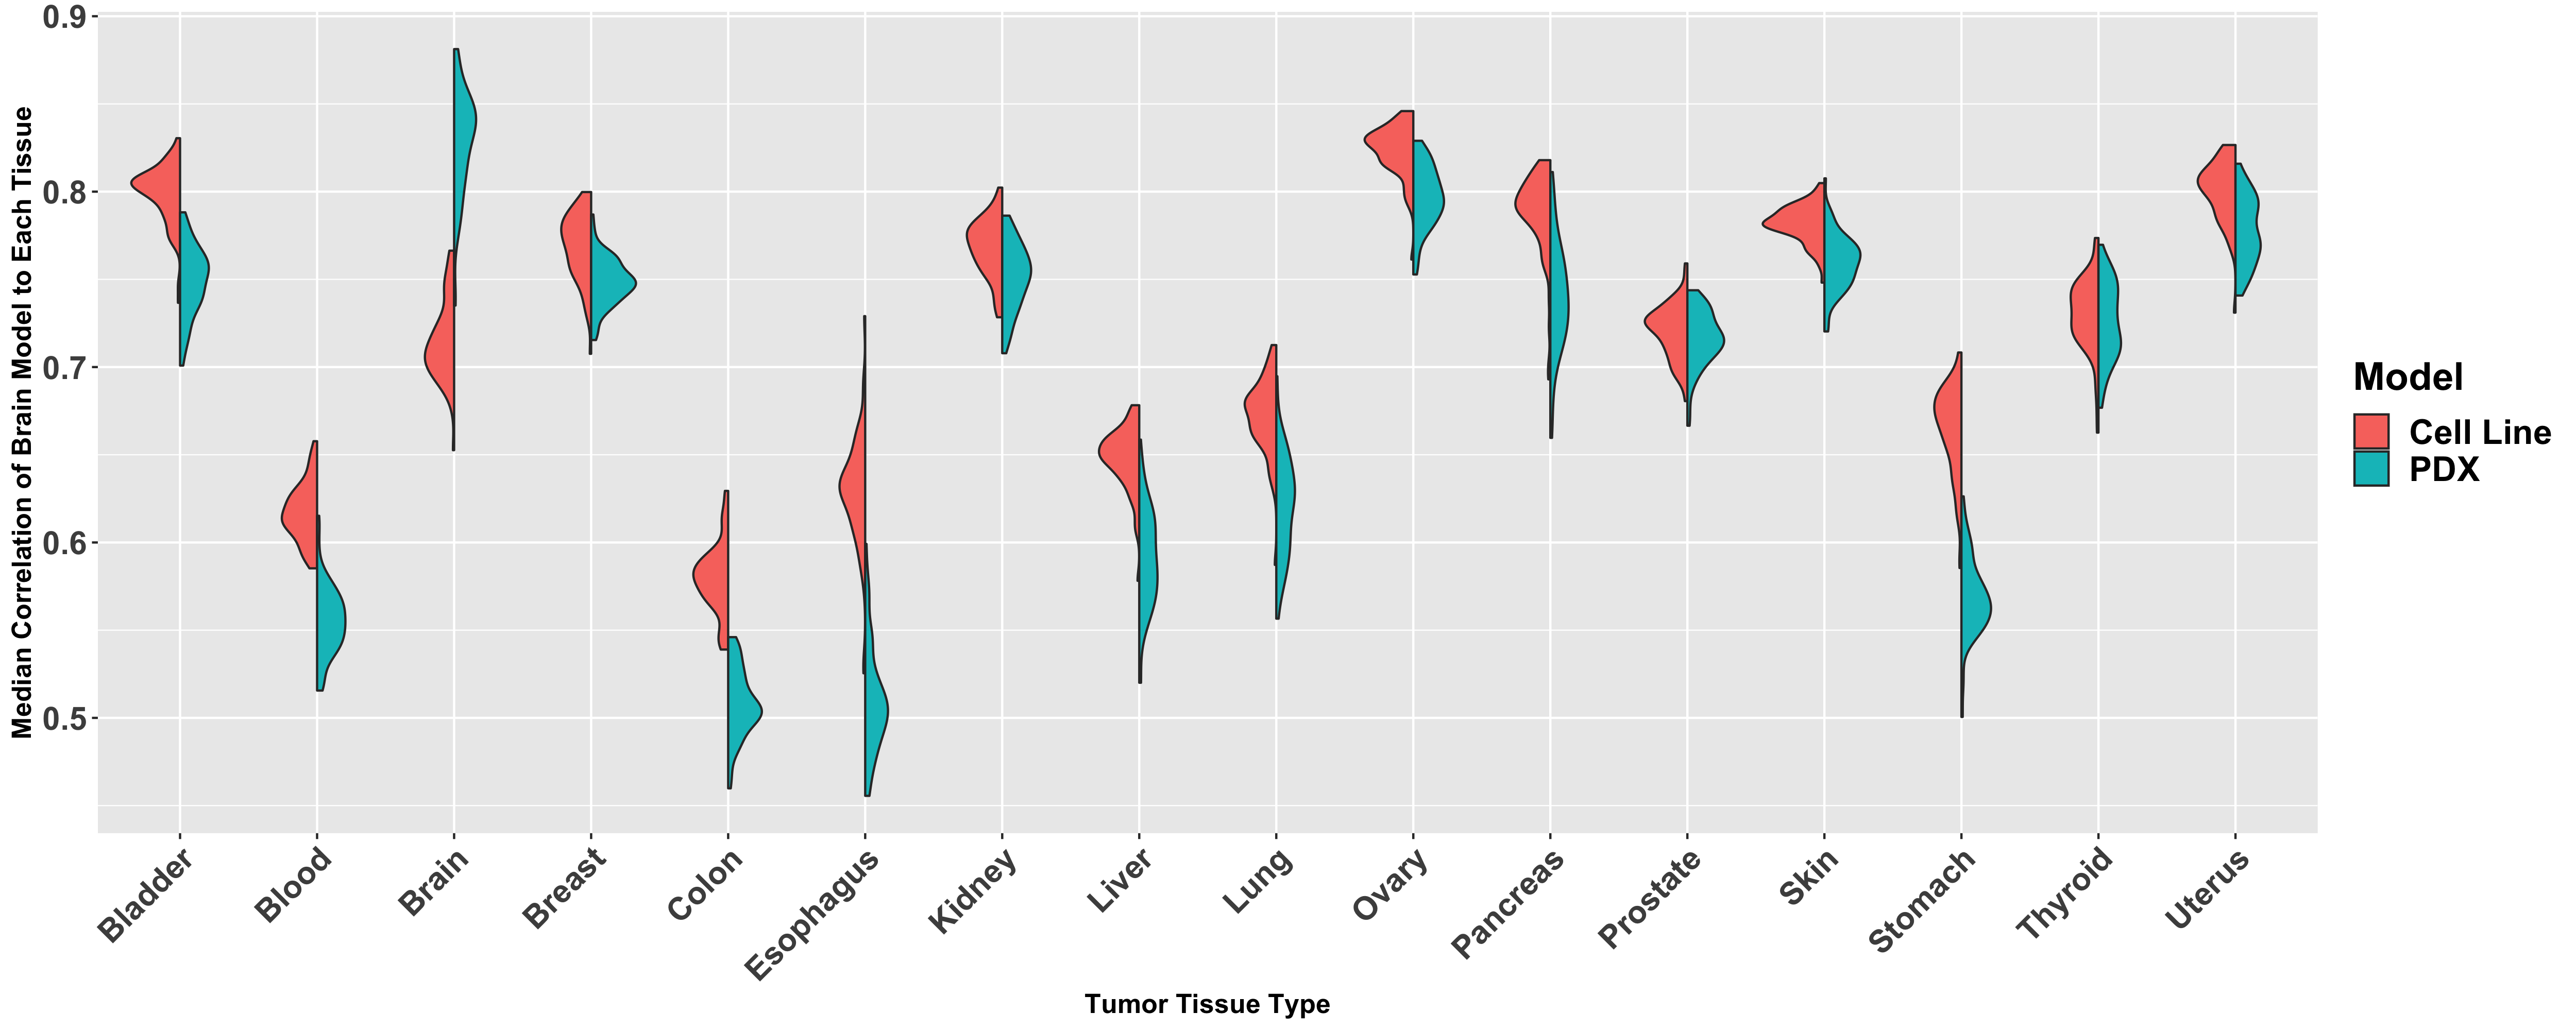 Median Correlation of Brain Model to Each Tissue
0.9
0.8
0.7
0.6
0.5
Bladder
Blood
Brain
Breast
Colon
Esophagus
Kidney
Liver
Lung
Ovary
Pancreas
Prostate
Skin
Stomach
Thyroid
Uterus
Tumor Tissue Type
Model
Cell Line
PDX